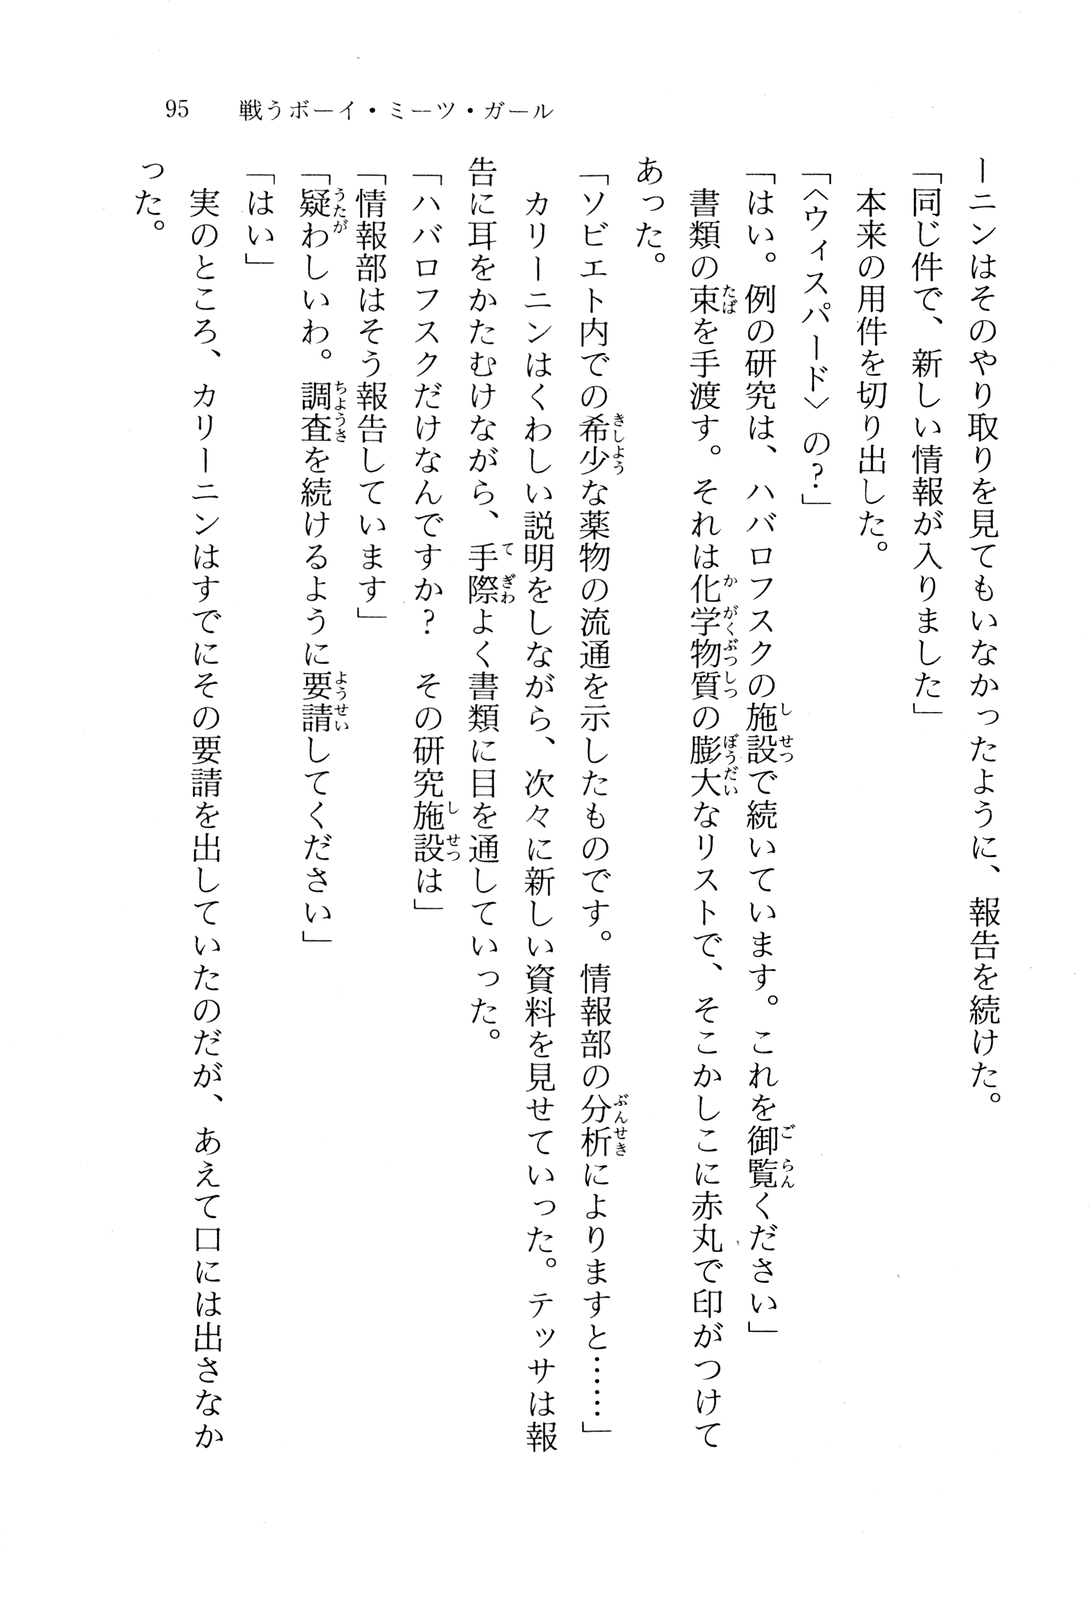 95　戦うボーイ・ミーツ・ガール
ーニンはそのやり取りを見てもいなかったように、報告を続けた。
「同じ件で、新しい情報が入りました」
　本来の用件を切り出した。
「〈ウィスパード〉の？」
「はい。例の研究は、ハバロフスクの施設で続いています。これを御覧ください」
　書類の束を手渡す。それは化学物質の膨大なリストで、そこかしこに赤丸で印がつけて
あった。
「ソビエト内での希少な薬物の流通を示したものです。情報部の分析によりますと……」
　カリーニンはくわしい説明をしながら、次々に新しい資料を見せていった。テッサは報
告に耳をかたむけながら、手際よく書類に目を通していった。
「ハバロフスクだけなんですか？　その研究施設は」
「情報部はそう報告しています」
「疑わしいわ。調査を続けるように要請してください」
「はい」
　実のところ、カリーニンはすでにその要請を出していたのだが、あえて口には出さなか
った。